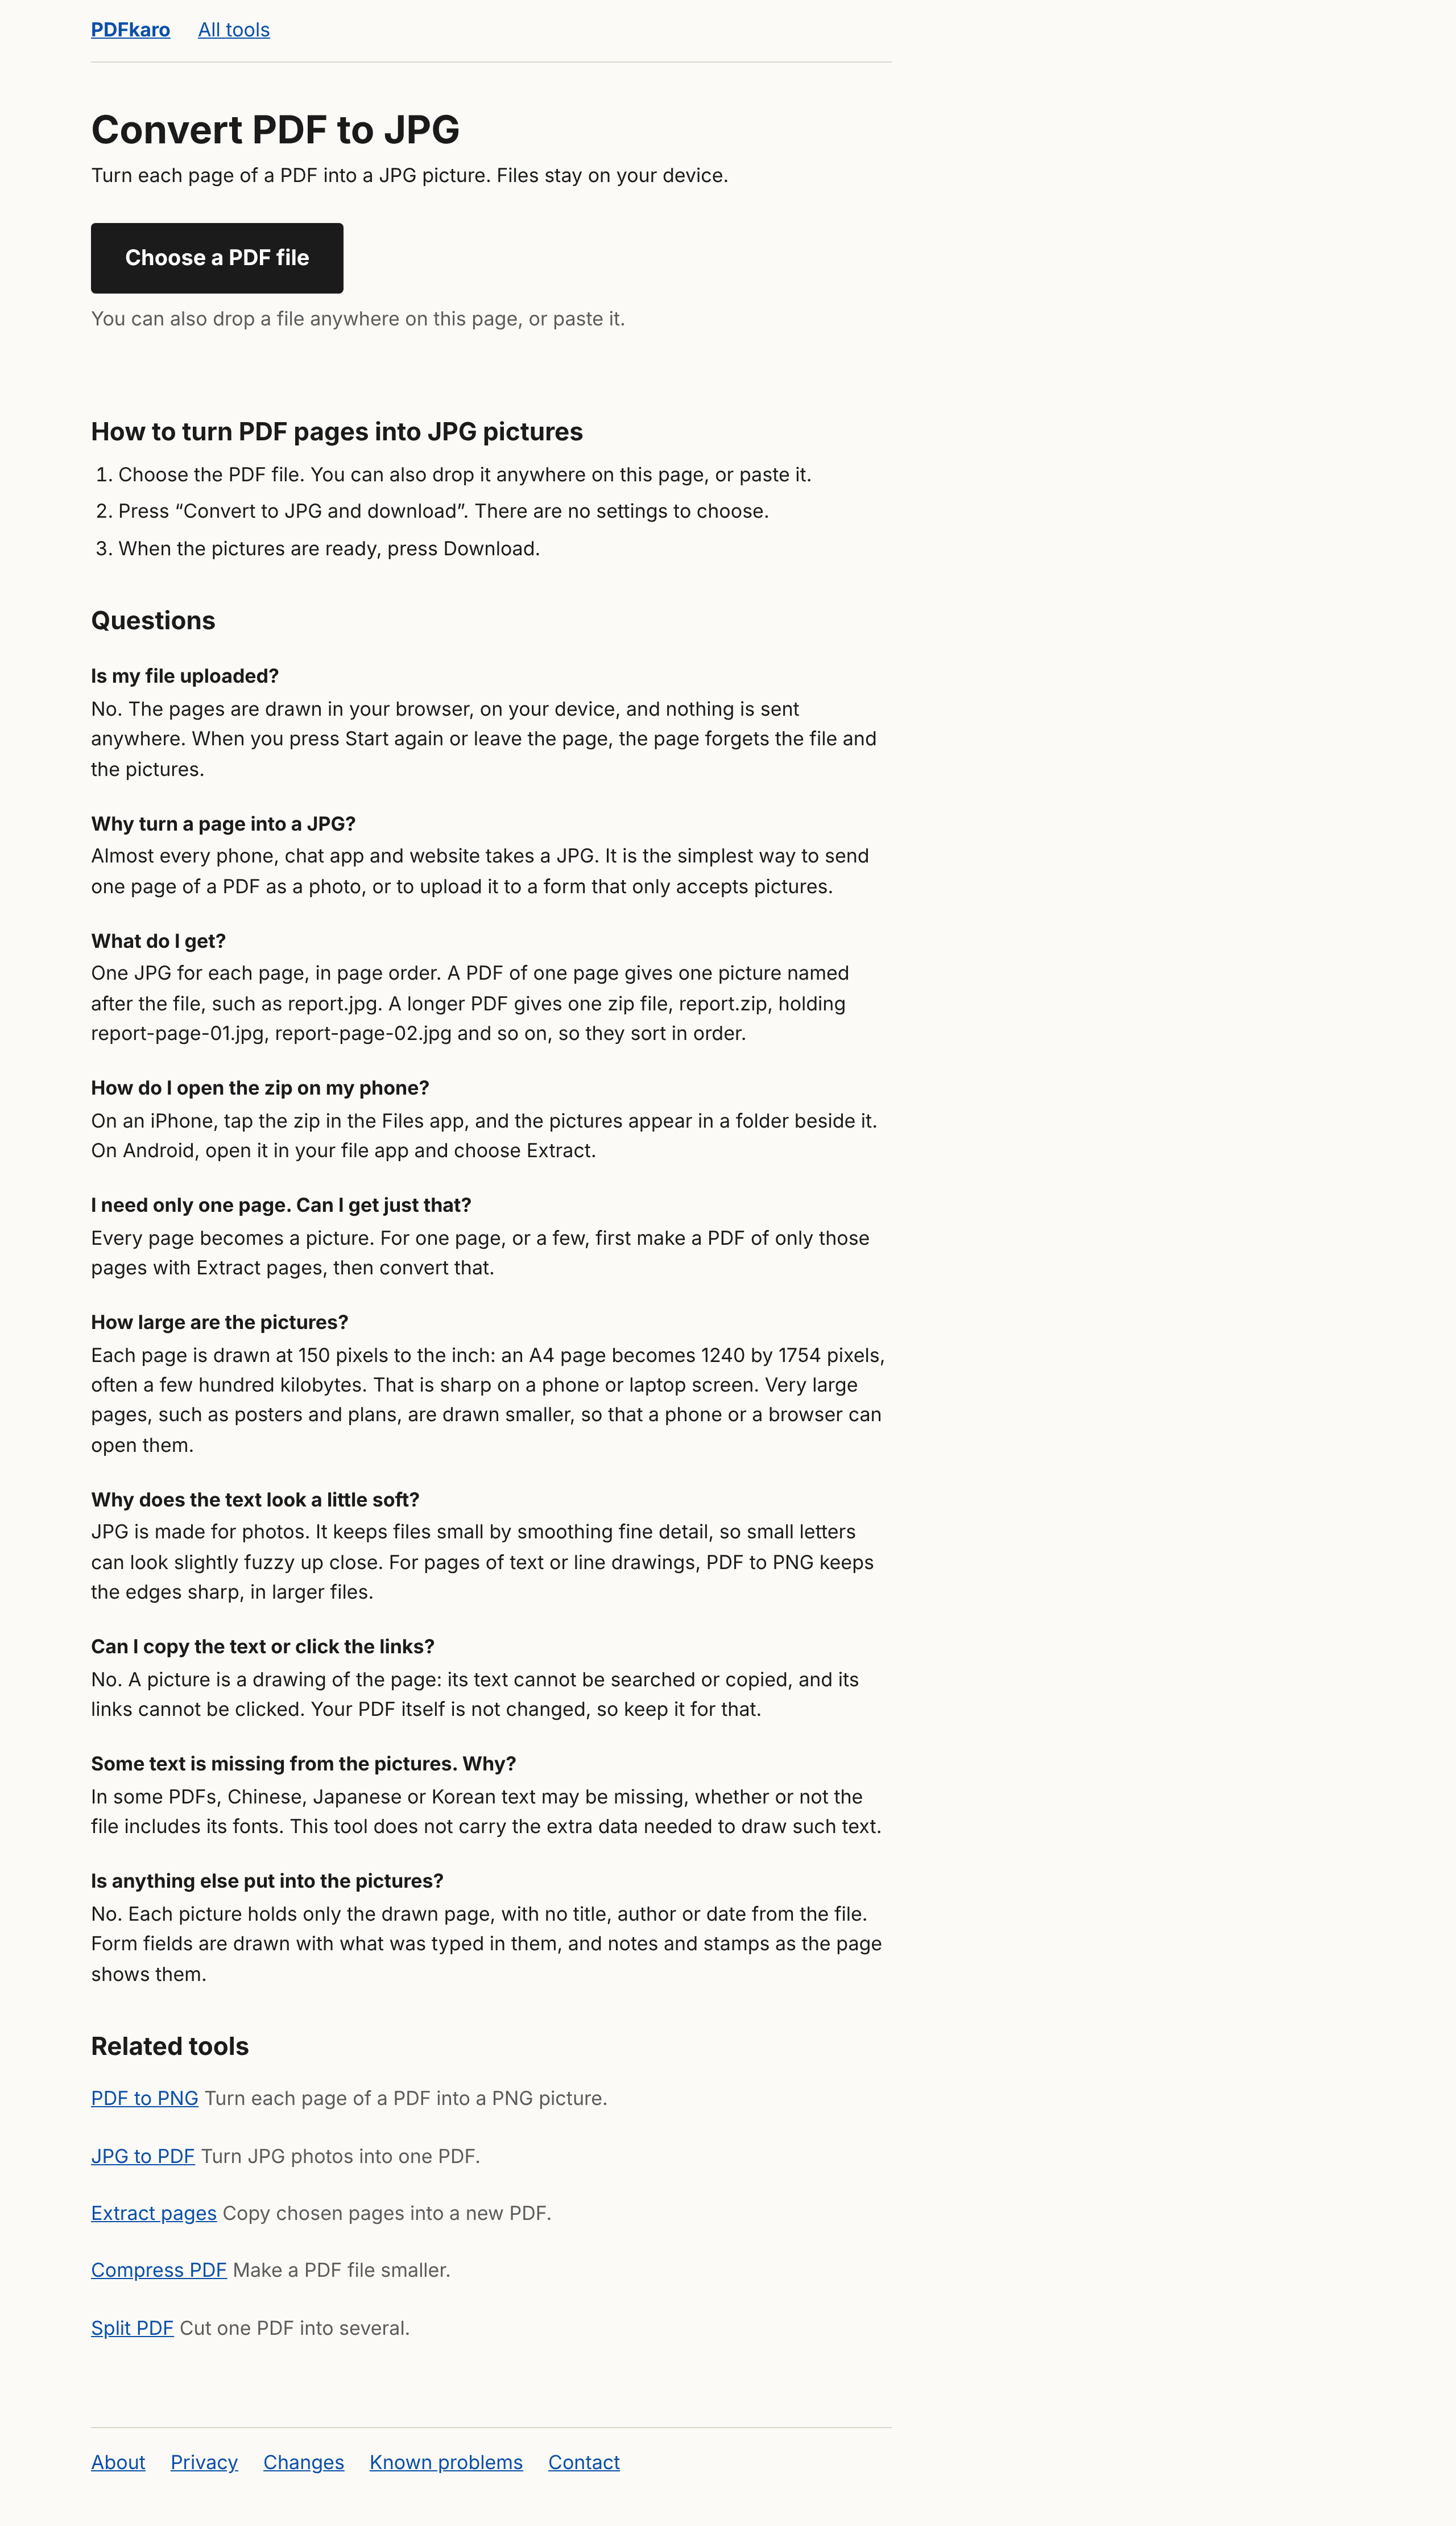 PDFkaro All tools
Convert PDF to JPG
Turn each page of a PDF into a JPG picture. Files stay on your device.
Choose a PDF file
You can also drop a file anywhere on this page, or paste it.
How to turn PDF pages into JPG pictures
1. Choose the PDF file. You can also drop it anywhere on this page, or paste it.
2. Press “Convert to JPG and download”. There are no settings to choose.
3. When the pictures are ready, press Download.
Questions
Is my file uploaded?
No. The pages are drawn in your browser, on your device, and nothing is sent
anywhere. When you press Start again or leave the page, the page forgets the file and
the pictures.
Why turn a page into a JPG?
Almost every phone, chat app and website takes a JPG. It is the simplest way to send
one page of a PDF as a photo, or to upload it to a form that only accepts pictures.
What do I get?
One JPG for each page, in page order. A PDF of one page gives one picture named
after the file, such as report.jpg. A longer PDF gives one zip file, report.zip, holding
report-page-01.jpg, report-page-02.jpg and so on, so they sort in order.
How do I open the zip on my phone?
On an iPhone, tap the zip in the Files app, and the pictures appear in a folder beside it.
On Android, open it in your file app and choose Extract.
I need only one page. Can I get just that?
Every page becomes a picture. For one page, or a few, first make a PDF of only those
pages with Extract pages, then convert that.
How large are the pictures?
Each page is drawn at 150 pixels to the inch: an A4 page becomes 1240 by 1754 pixels,
often a few hundred kilobytes. That is sharp on a phone or laptop screen. Very large
pages, such as posters and plans, are drawn smaller, so that a phone or a browser can
open them.
Why does the text look a little soft?
JPG is made for photos. It keeps files small by smoothing fine detail, so small letters
can look slightly fuzzy up close. For pages of text or line drawings, PDF to PNG keeps
the edges sharp, in larger files.
Can I copy the text or click the links?
No. A picture is a drawing of the page: its text cannot be searched or copied, and its
links cannot be clicked. Your PDF itself is not changed, so keep it for that.
Some text is missing from the pictures. Why?
In some PDFs, Chinese, Japanese or Korean text may be missing, whether or not the
file includes its fonts. This tool does not carry the extra data needed to draw such text.
Is anything else put into the pictures?
No. Each picture holds only the drawn page, with no title, author or date from the file.
Form fields are drawn with what was typed in them, and notes and stamps as the page
shows them.
Related tools
PDF to PNG Turn each page of a PDF into a PNG picture.
JPG to PDF Turn JPG photos into one PDF.
Extract pages Copy chosen pages into a new PDF.
Compress PDF Make a PDF file smaller.
Split PDF Cut one PDF into several.
About Privacy Changes Known problems Contact